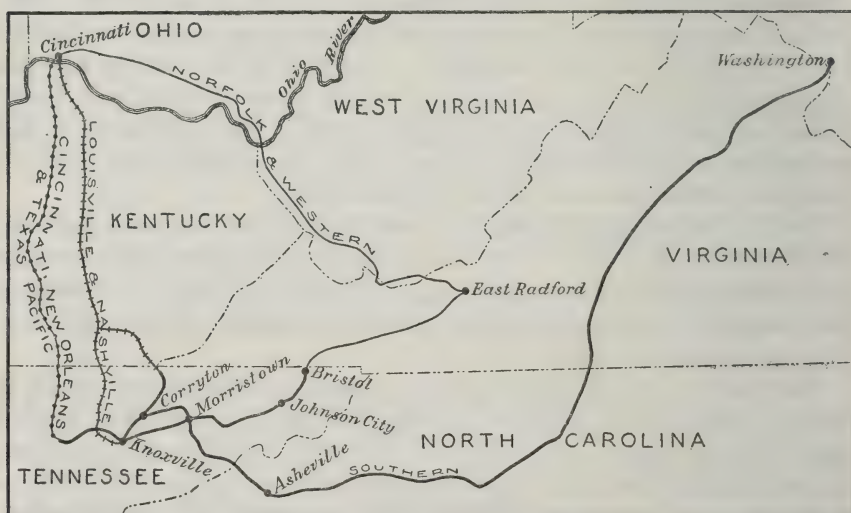 Cincinnati OHIO
Ohio River
Washington
NORFOLK & WESTERN
WEST VIRGINIA
CINCINNATI, NEW ORLEANS
& TEXAS PACIFIC
LOUISVILLE & NASHVILLE
KENTUCKY
VIRGINIA
East Radford
Bristol
Corryton
Morristown
Johnson City
Knoxville
NORTH CAROLINA
TENNESSEE
Asheville
SOUTHERN